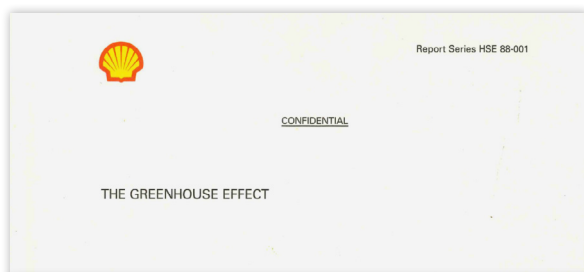 Report Series HSE 88-001
CONFIDENTIAL
THE GREENHOUSE EFFECT